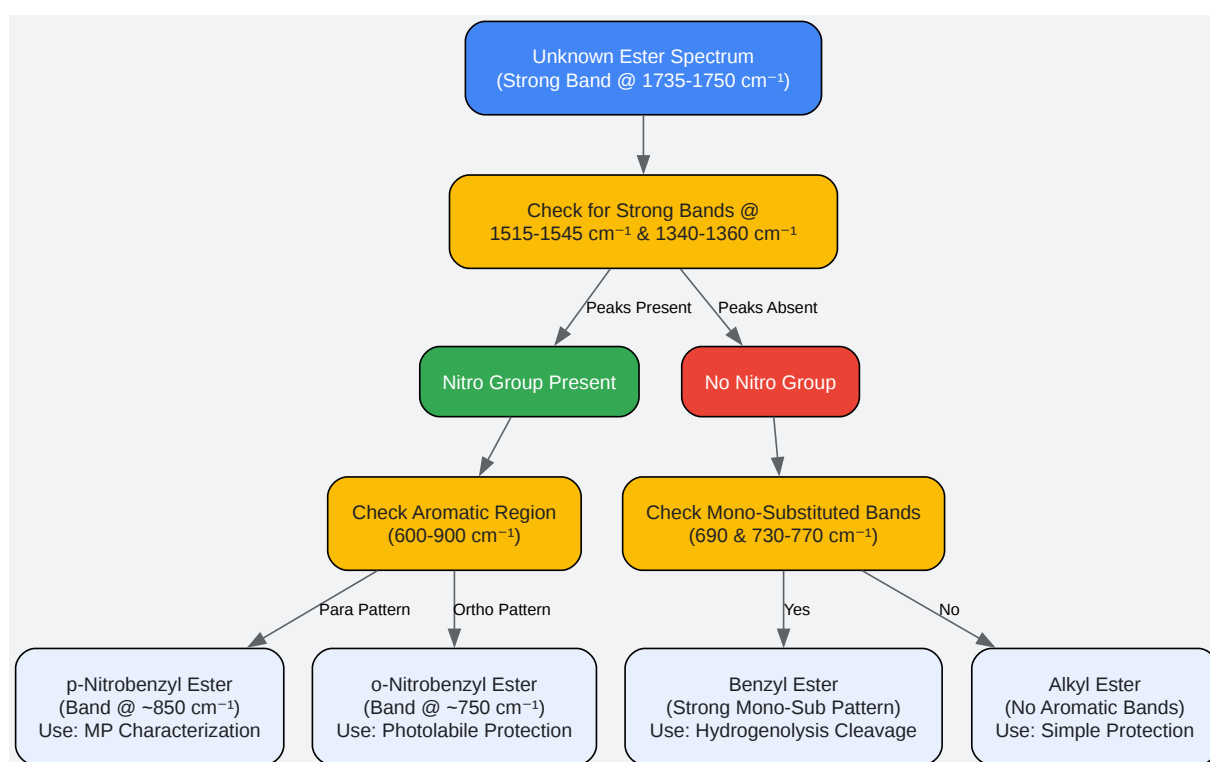 Unknown Ester Spectrum
(Strong Band @ 1735-1750 cm⁻¹)
Check for Strong Bands @
1515-1545 cm⁻¹ & 1340-1360 cm⁻¹
Peaks Present
Peaks Absent
Nitro Group Present
No Nitro Group
Check Aromatic Region
(600-900 cm⁻¹)
Check Mono-Substituted Bands
(690 & 730-770 cm⁻¹)
Para Pattern
Ortho Pattern
Yes
No
p-Nitrobenzyl Ester
(Band @ ~850 cm⁻¹)
Use: MP Characterization
o-Nitrobenzyl Ester
(Band @ ~750 cm⁻¹)
Use: Photolabile Protection
Benzyl Ester
(Strong Mono-Sub Pattern)
Use: Hydrogenolysis Cleavage
Alkyl Ester
(No Aromatic Bands)
Use: Simple Protection